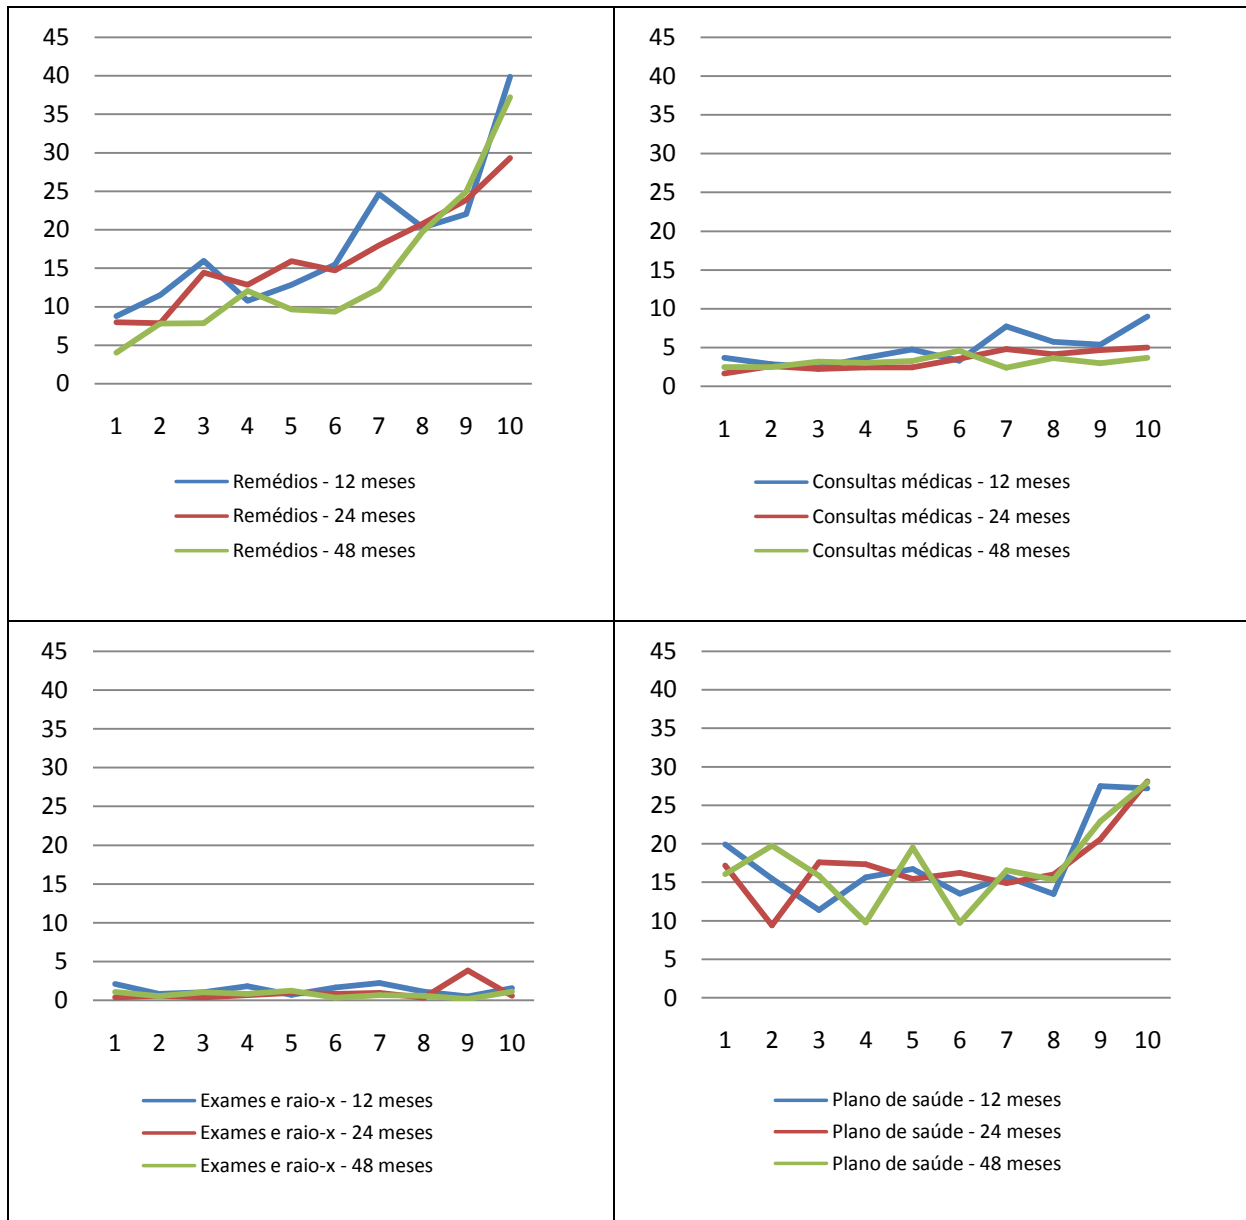 45
40
35
30
25
20
15
10
5
0
1 2 3 4 5 6 7 8 9 10
Remédios - 12 meses
Remédios - 24 meses
Remédios - 48 meses
45
40
35
30
25
20
15
10
5
0
1 2 3 4 5 6 7 8 9 10
Consultas médicas - 12 meses
Consultas médicas - 24 meses
Consultas médicas - 48 meses
45
40
35
30
25
20
15
10
5
0
1 2 3 4 5 6 7 8 9 10
Exames e raio-x - 12 meses
Exames e raio-x - 24 meses
Exames e raio-x - 48 meses
45
40
35
30
25
20
15
10
5
0
1 2 3 4 5 6 7 8 9 10
Plano de saúde - 12 meses
Plano de saúde - 24 meses
Plano de saúde - 48 meses